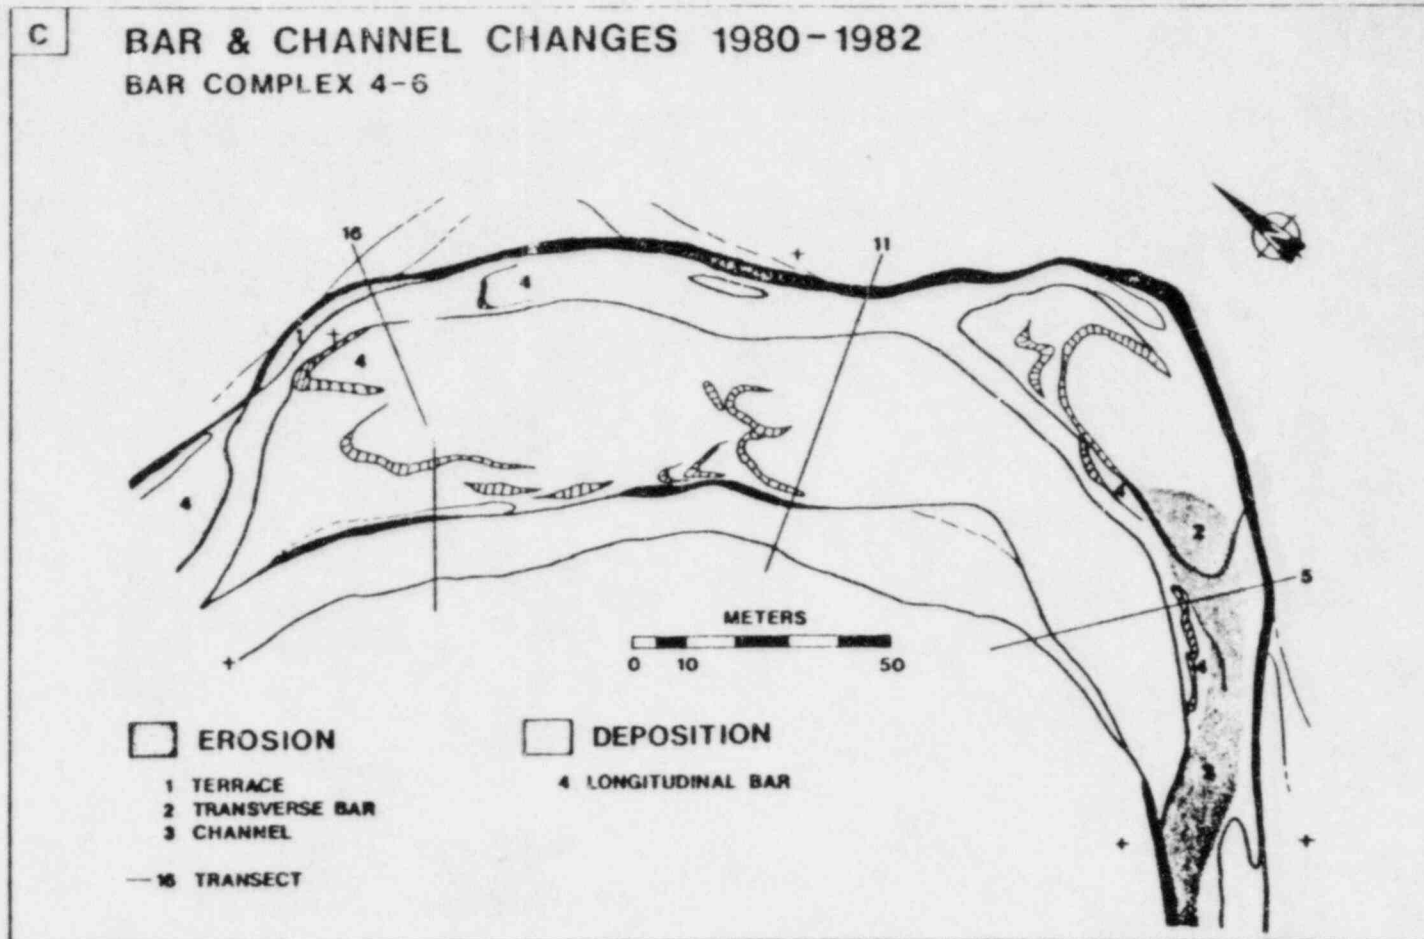 C
BAR & CHANNEL CHANGES 1980-1982
BAR COMPLEX 4-6
16
11
4
1
4
4
2
5
METERS
0 10 50
EROSION
DEPOSITION
1 TERRACE
4 LONGITUDINAL BAR
2 TRANSVERSE BAR
3 CHANNEL
3
16 TRANSECT